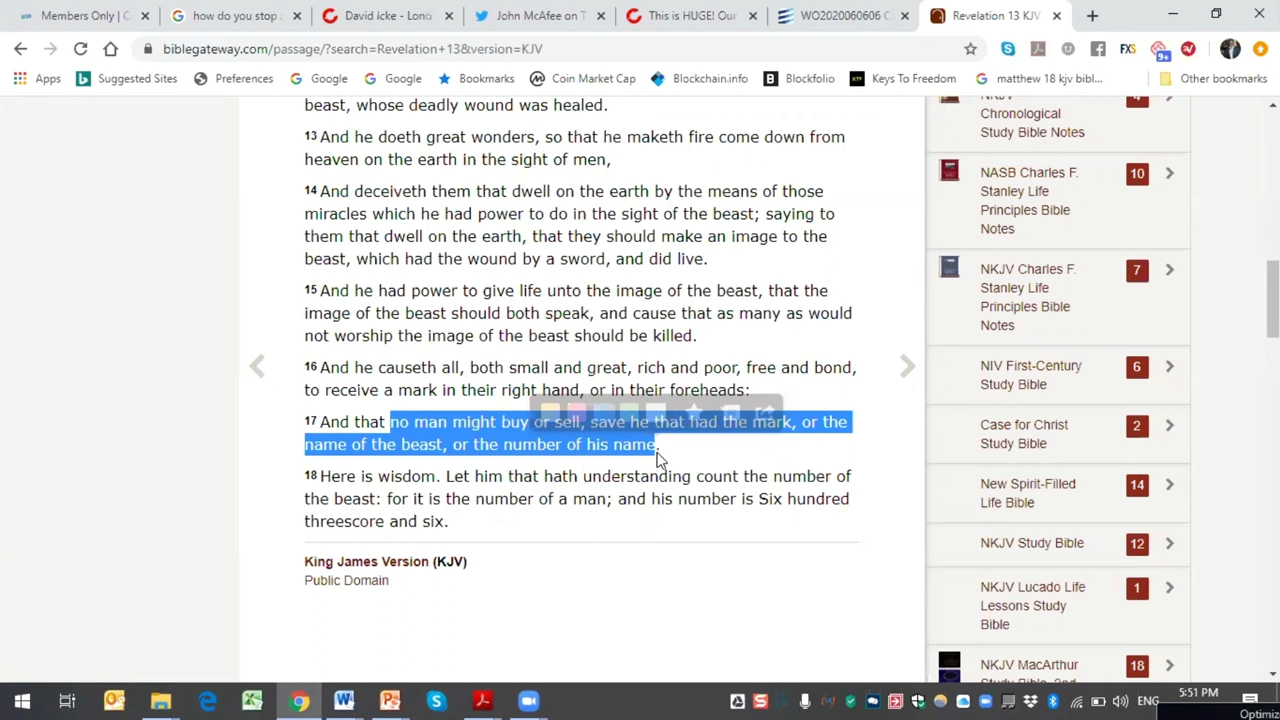 Members Only | C
how do you stop a
David icke - Lond
John McAfee on T
This is HUGE! Our
WO2020060606 C
Revelation 13 KJV
biblegateway.com/passage/?search=Revelation+13&version=KJV
FXS
9+
Apps
Suggested Sites
Preferences
Google
Google
Bookmarks
Coin Market Cap
Blockchain.info
Blockfolio
Keys To Freedom
matthew 18 kjv bibl...
Other bookmarks
beast, whose deadly wound was healed.
13 And he doeth great wonders, so that he maketh fire come down from
heaven on the earth in the sight of men,
14 And deceiveth them that dwell on the earth by the means of those
miracles which he had power to do in the sight of the beast; saying to
them that dwell on the earth, that they should make an image to the
beast, which had the wound by a sword, and did live.
15 And he had power to give life unto the image of the beast, that the
image of the beast should both speak, and cause that as many as would
not worship the image of the beast should be killed.
16 And he causeth all, both small and great, rich and poor, free and bond,
to receive a mark in their right hand, or in their foreheads:
17 And that no man might buy or sell, save he that had the mark, or the
name of the beast, or the number of his name.
18 Here is wisdom. Let him that hath understanding count the number of
the beast: for it is the number of a man; and his number is Six hundred
threescore and six.
King James Version (KJV)
Public Domain
NKJV 4
Chronological
Study Bible Notes
NASB Charles F. 10
Stanley Life
Principles Bible
Notes
NKJV Charles F. 7
Stanley Life
Principles Bible
Notes
NIV First-Century 6
Study Bible
Case for Christ 2
Study Bible
New Spirit-Filled 14
Life Bible
NKJV Study Bible 12
NKJV Lucado Life 1
Lessons Study
Bible
NKJV MacArthur 18
Study Bible, 2nd
ENG
5:51 PM
Optimiz